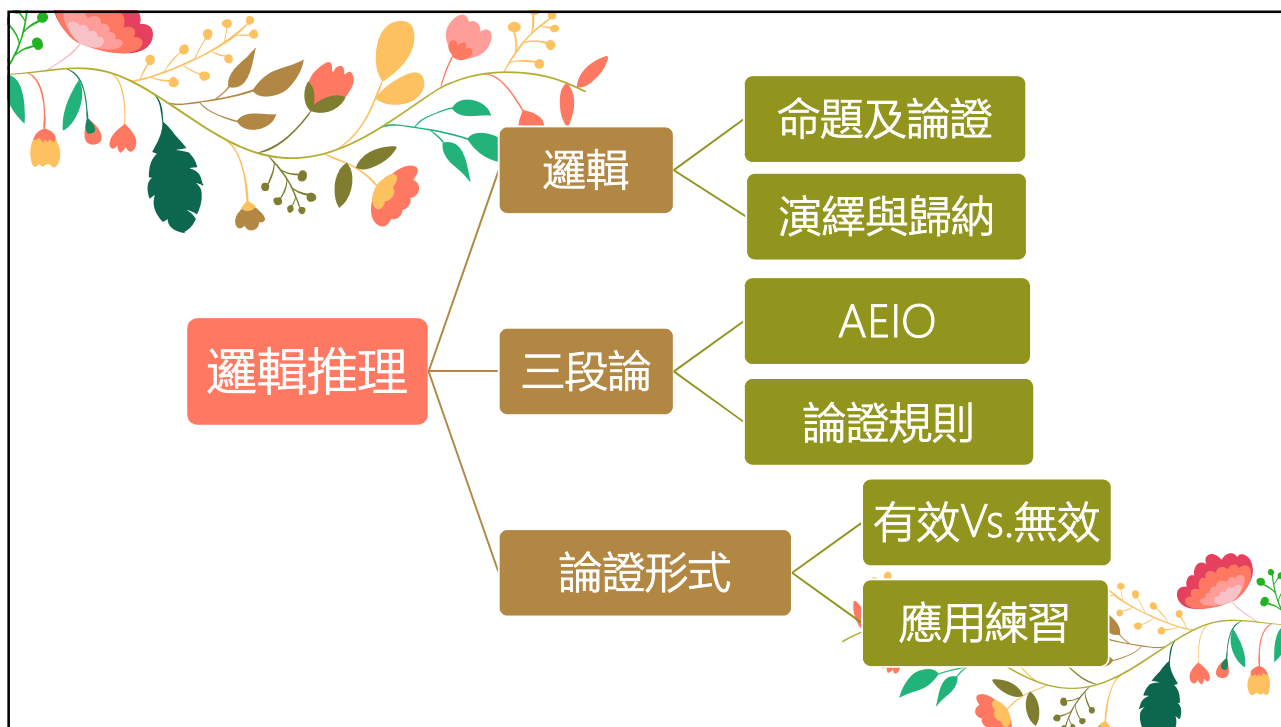 邏輯推理
邏輯
命題及論證
演繹與歸納
三段論
AEIO
論證規則
論證形式
有效Vs.無效
應用練習